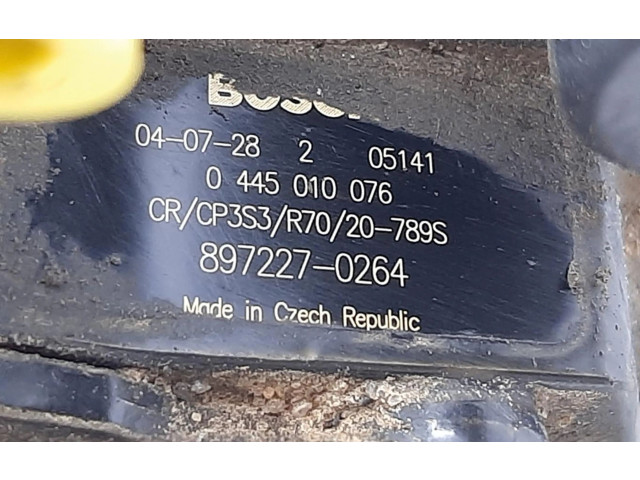 BOSCH
04-07-28 2 05141
0 445 010 076
CR/CP3S3/R70/20-789S
897227-0264
Made in Czech Republic